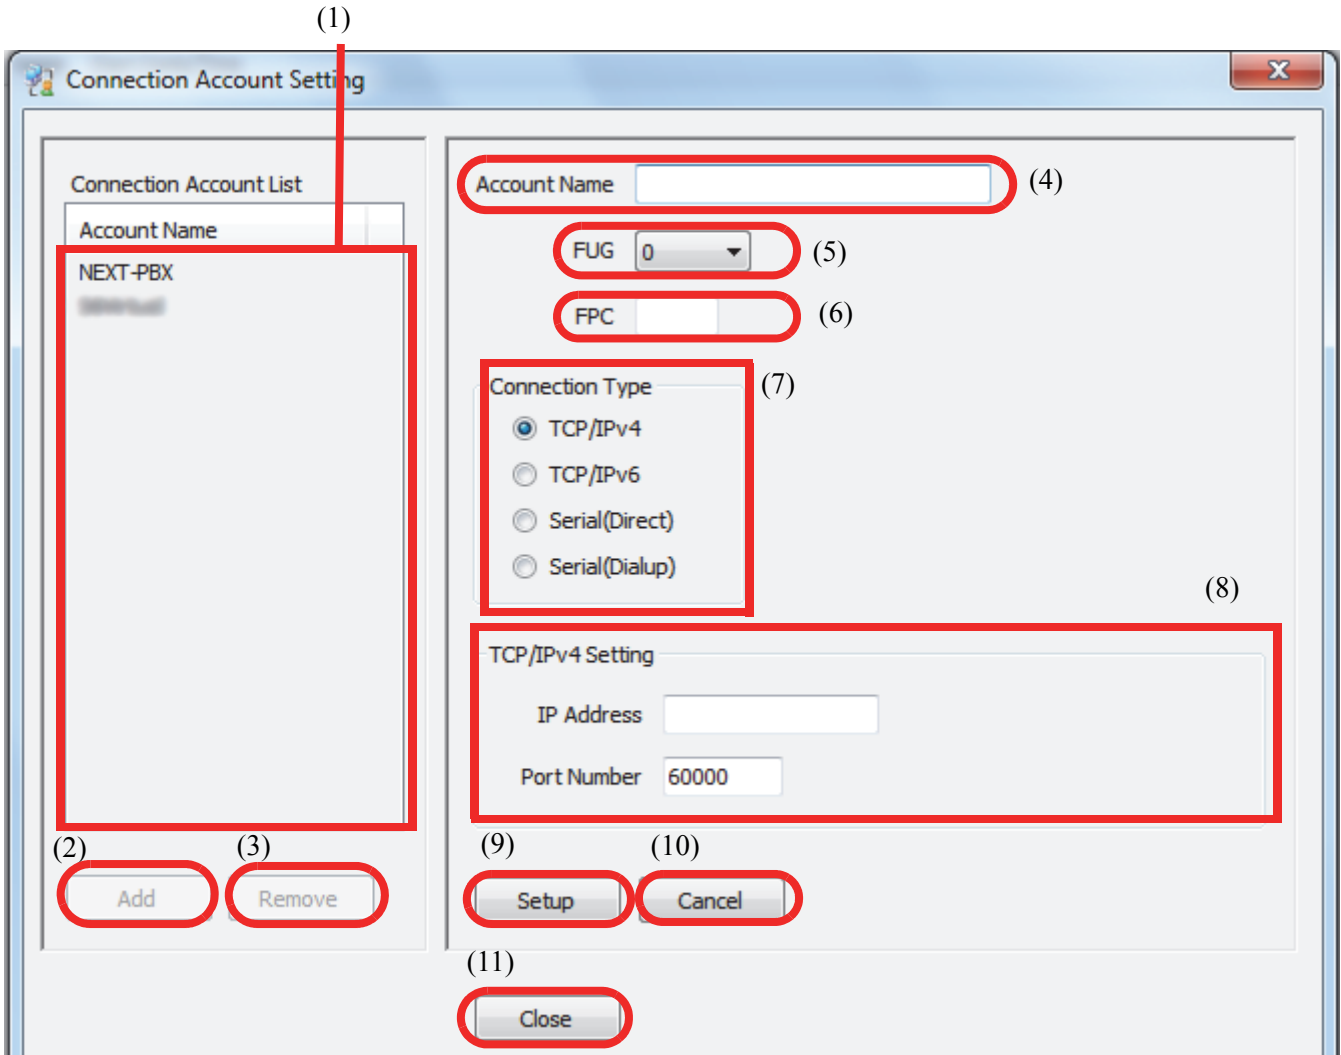 (1)
Connection Account Setting
Connection Account List
Account Name
NEXT-PBX
(2)
(3)
Add
Remove
Account Name
(4)
FUG
0
(5)
FPC
(6)
Connection Type
(7)
TCP/IPv4
TCP/IPv6
Serial(Direct)
Serial(Dialup)
(8)
TCP/IPv4 Setting
IP Address
Port Number
60000
(9)
(10)
Setup
Cancel
(11)
Close